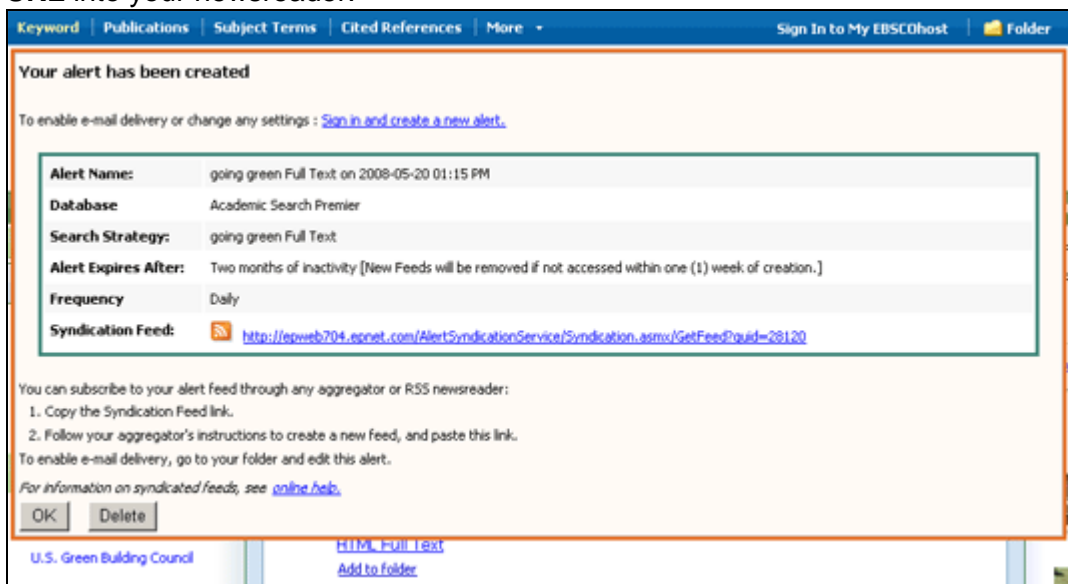 URL into your newsreader.
Keyword | Publications | Subject Terms | Cited References | More Sign In to My EBSCOhost | Folder
Your alert has been created
To enable e-mail delivery or change any settings : Sign in and create a new alert.
Alert Name: going green Full Text on 2008-05-20 01:15 PM
Database Academic Search Premier
Search Strategy: going green Full Text
Alert Expires After: Two months of inactivity [New Feeds will be removed if not accessed within one (1) week of creation.]
Frequency Daily
Syndication Feed: http://epweb704.epnet.com/AlertSyndicationService/Syndication.asmx/GetFeed?guid=28120
You can subscribe to your alert feed through any aggregator or RSS newsreader:
1. Copy the Syndication Feed link.
2. Follow your aggregator's instructions to create a new feed, and paste this link.
To enable e-mail delivery, go to your folder and edit this alert.
For information on syndicated feeds, see online help.
OK Delete
HTML Full Text
U.S. Green Building Council
Add to folder